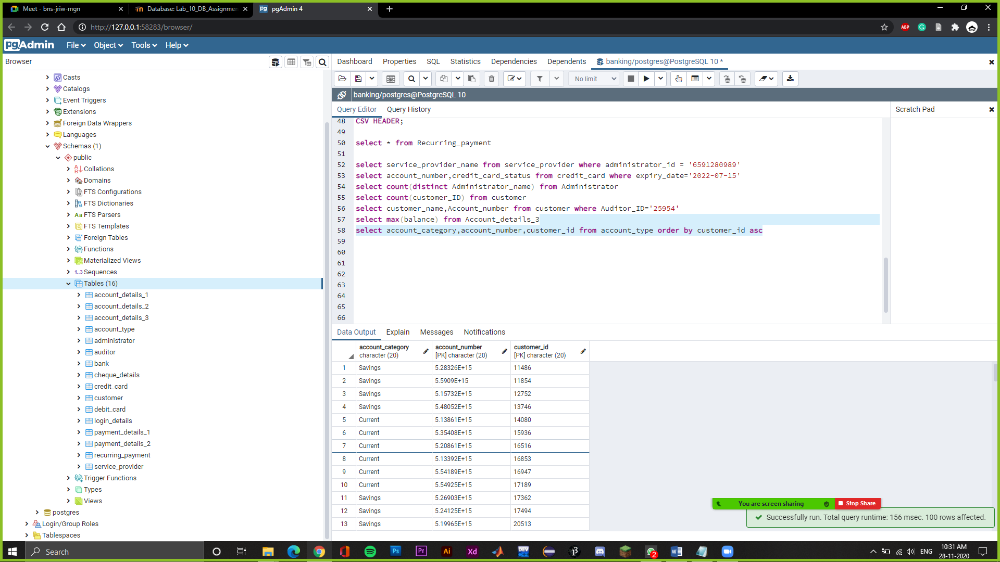 Meet - bns-jriw-mgn
Database: Lab_10_DB_Assignmen
pgAdmin 4
http://127.0.0.1:58283/browser/
ABP
pgAdmin
File
Object
Tools
Help
Browser
Dashboard
Properties
SQL
Statistics
Dependencies
Dependents
banking/postgres@PostgreSQL 10 *
No limit
banking/postgres@PostgreSQL 10
Query Editor
Query History
Scratch Pad
Casts
Catalogs
Event Triggers
Extensions
Foreign Data Wrappers
Languages
Schemas (1)
public
Collations
Domains
FTS Configurations
FTS Dictionaries
Aa FTS Parsers
FTS Templates
Foreign Tables
Functions
Materialized Views
1..3 Sequences
Tables (16)
account_details_1
account_details_2
account_details_3
account_type
administrator
auditor
bank
cheque_details
credit_card
customer
debit_card
login_details
payment_details_1
payment_details_2
recurring_payment
service_provider
Trigger Functions
Types
Views
postgres
Login/Group Roles
Tablespaces
48 CSV HEADER;
49
50 select * from Recurring_payment
51
52 select service_provider_name from service_provider where administrator_id = '6591280989'
53 select account_number,credit_card_status from credit_card where expiry_date='2022-07-15'
54 select count(distinct Administrator_name) from Administrator
55 select count(customer_ID) from customer
56 select customer_name,Account_number from customer where Auditor_ID='25954'
57 select max(balance) from Account_details_3
58 select account_category,account_number,customer_id from account_type order by customer_id asc
59
60
61
62
63
64
65
66
Data Output
Explain
Messages
Notifications
account_category account_number customer_id
character (20) [PK] character (20) [PK] character (20)
1 Savings 5.28326E+15 11486
2 Savings 5.5909E+15 11854
3 Savings 5.15732E+15 12752
4 Savings 5.48052E+15 13746
5 Current 5.13861E+15 14080
6 Current 5.35408E+15 15936
7 Current 5.20861E+15 16516
8 Current 5.13392E+15 16853
9 Current 5.54189E+15 16947
10 Current 5.54925E+15 17189
11 Savings 5.26903E+15 17362
12 Savings 5.24125E+15 17494
13 Savings 5.19965E+15 20513
You are screen sharing
Stop Share
Successfully run. Total query runtime: 156 msec. 100 rows affected.
Search
Ps
Pr
Ai
Xd
DEV
2
ENG
10:31 AM
28-11-2020